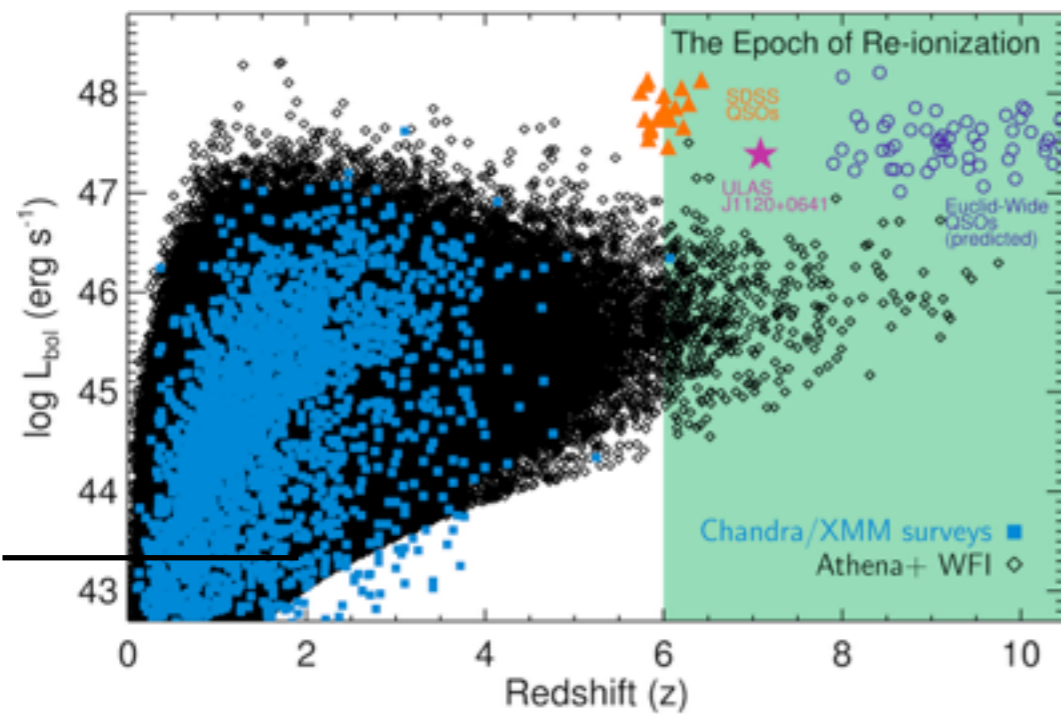 The Epoch of Re-ionization
48
47
46
45
44
43
log L_bol (erg s⁻¹)
SDSS
QSOs
ULAS
J1120+0641
Euclid-Wide
QSOs
(predicted)
Chandra/XMM surveys
Athena+ WFI
0 2 4 6 8 10
Redshift (z)